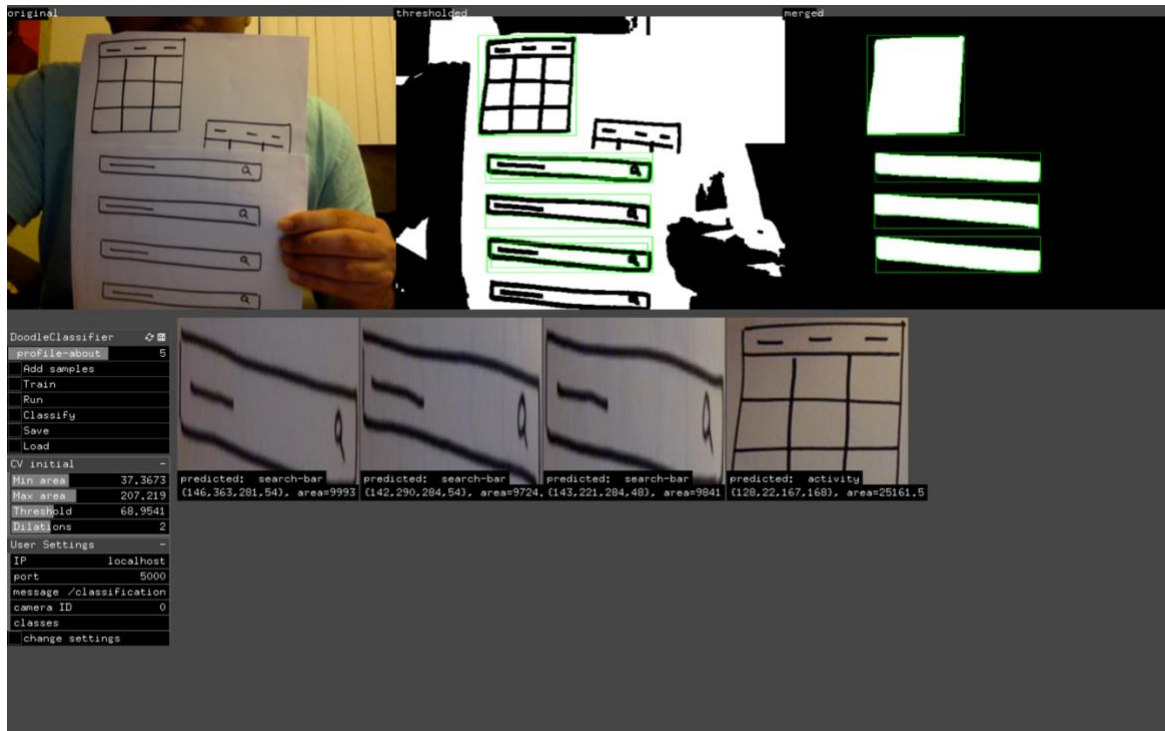 original
thresholded
merged
DoodleClassifier
profile-about 5
Add samples
Train
Run
Classify
Save
Load
CV initial -
Min area 37.3673
Max area 207.219
Threshold 68.9541
Dilations 2
User Settings -
IP localhost
port 5000
message /classification
camera ID 0
classes
change settings
predicted: search-bar
{146,363,281,54}, area=9993
predicted: search-bar
{142,290,284,54}, area=9724.
predicted: search-bar
{143,221,284,48}, area=9841
predicted: activity
{128,22,167,168}, area=25161.5